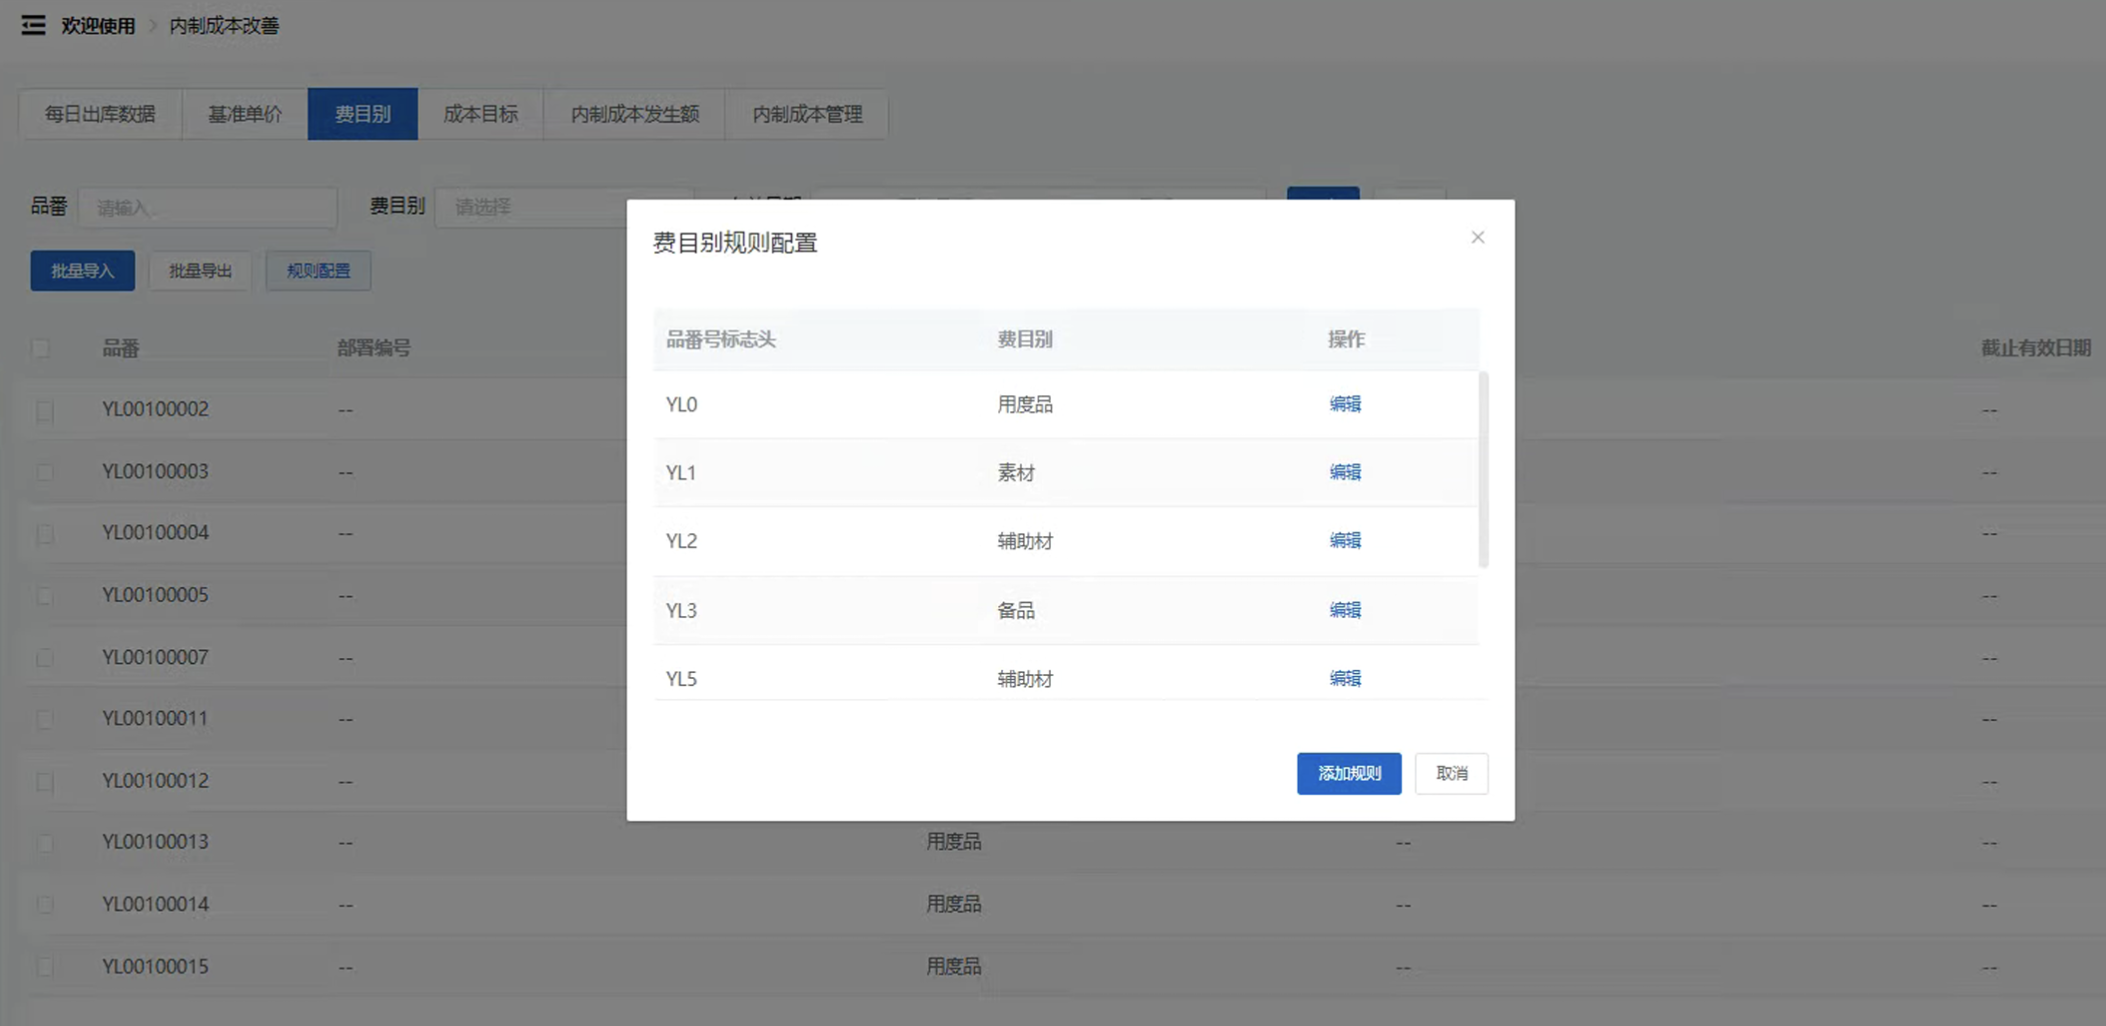 欢迎使用 > 内制成本改善
每日出库数据 基准单价 费目别 成本目标 内制成本发生额 内制成本管理
品番 请输入 费目别 请选择
批量导入 批量导出 规则配置
品番 部署编号 截止有效日期
YL00100002 -- --
YL00100003 -- --
YL00100004 -- --
YL00100005 -- --
YL00100007 -- --
YL00100011 -- --
YL00100012 -- --
YL00100013 -- 用度品 -- --
YL00100014 -- 用度品 -- --
YL00100015 -- 用度品 -- --
费目别规则配置
品番号标志头 费目别 操作
YL0 用度品 编辑
YL1 素材 编辑
YL2 辅助材 编辑
YL3 备品 编辑
YL5 辅助材 编辑
添加规则 取消